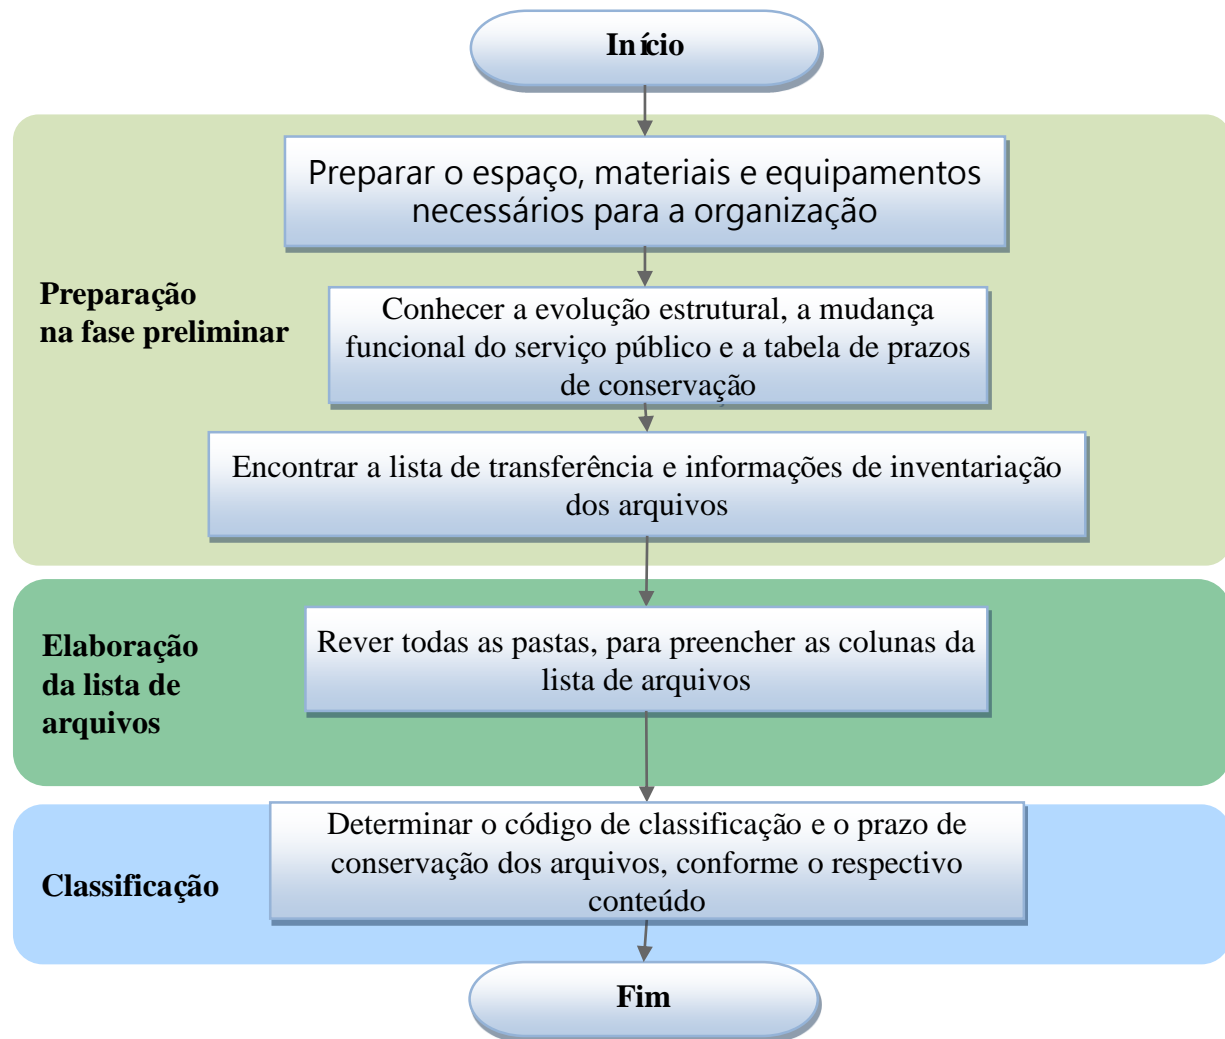 Início
Preparar o espaço, materiais e equipamentos
necessários para a organização
Preparação
na fase preliminar
Conhecer a evolução estrutural, a mudança
funcional do serviço público e a tabela de prazos
de conservação
Encontrar a lista de transferência e informações de inventariação
dos arquivos
Elaboração
da lista de
arquivos
Rever todas as pastas, para preencher as colunas da
lista de arquivos
Classificação
Determinar o código de classificação e o prazo de
conservação dos arquivos, conforme o respectivo
conteúdo
Fim